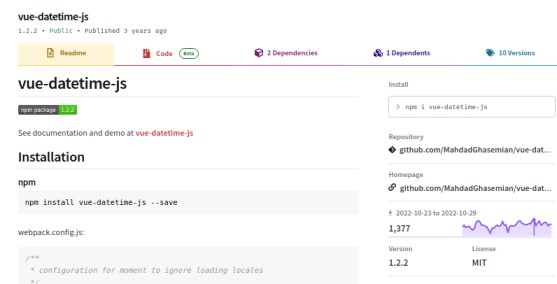 vue-datetime-js
1.2.2 • Public • Published 3 years ago
Readme
Code Beta
2 Dependencies
1 Dependents
10 Versions
vue-datetime-js
npm package 1.2.2
See documentation and demo at vue-datetime-js
Installation
npm
npm install vue-datetime-js --save
webpack.config.js:
/**
* configuration for moment to ignore loading locales
*/
Install
> npm i vue-datetime-js
Repository
github.com/MahdadGhasemian/vue-dat...
Homepage
github.com/MahdadGhasemian/vue-dat...
2022-10-23 to 2022-10-29
1,377
Version
License
1.2.2
MIT